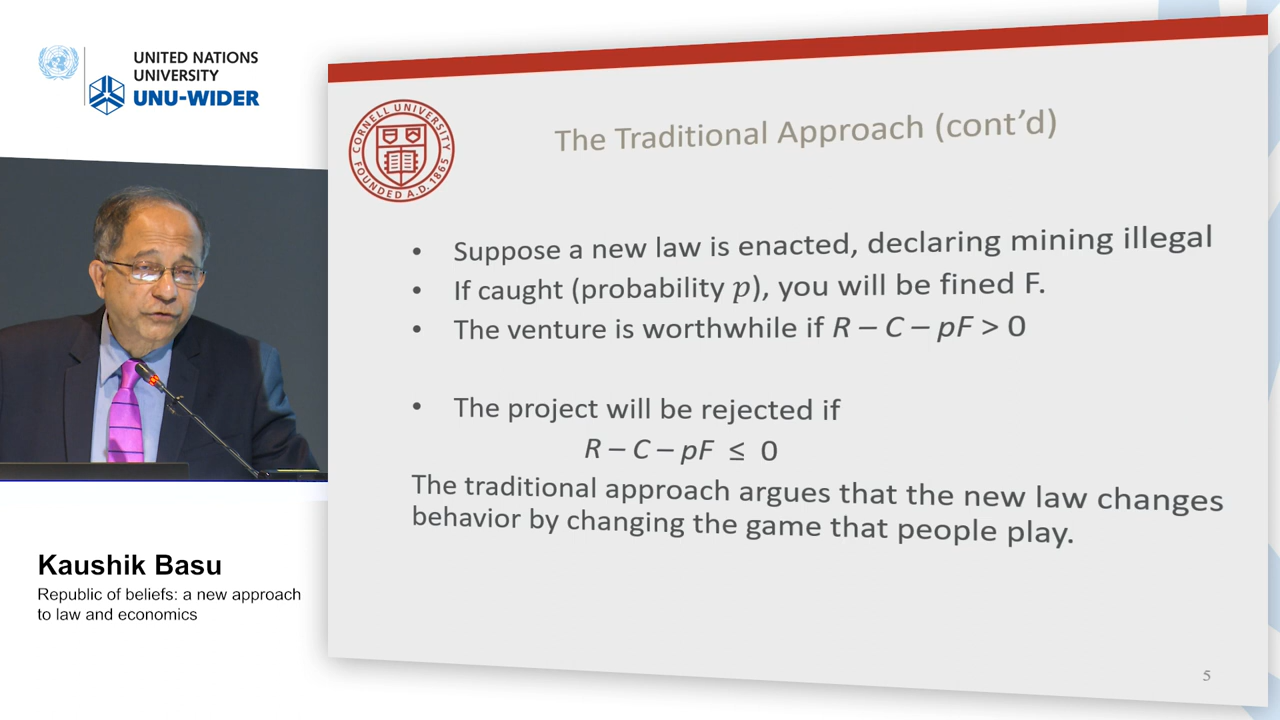 UNITED NATIONS
UNIVERSITY
UNU-WIDER
CORNELL UNIVERSITY
FOUNDED A.D. 1865
The Traditional Approach (cont’d)
• Suppose a new law is enacted, declaring mining illegal
• If caught (probability p), you will be fined F.
• The venture is worthwhile if R – C – pF > 0
• The project will be rejected if
R – C – pF ≤ 0
The traditional approach argues that the new law changes
behavior by changing the game that people play.
5
Kaushik Basu
Republic of beliefs: a new approach
to law and economics